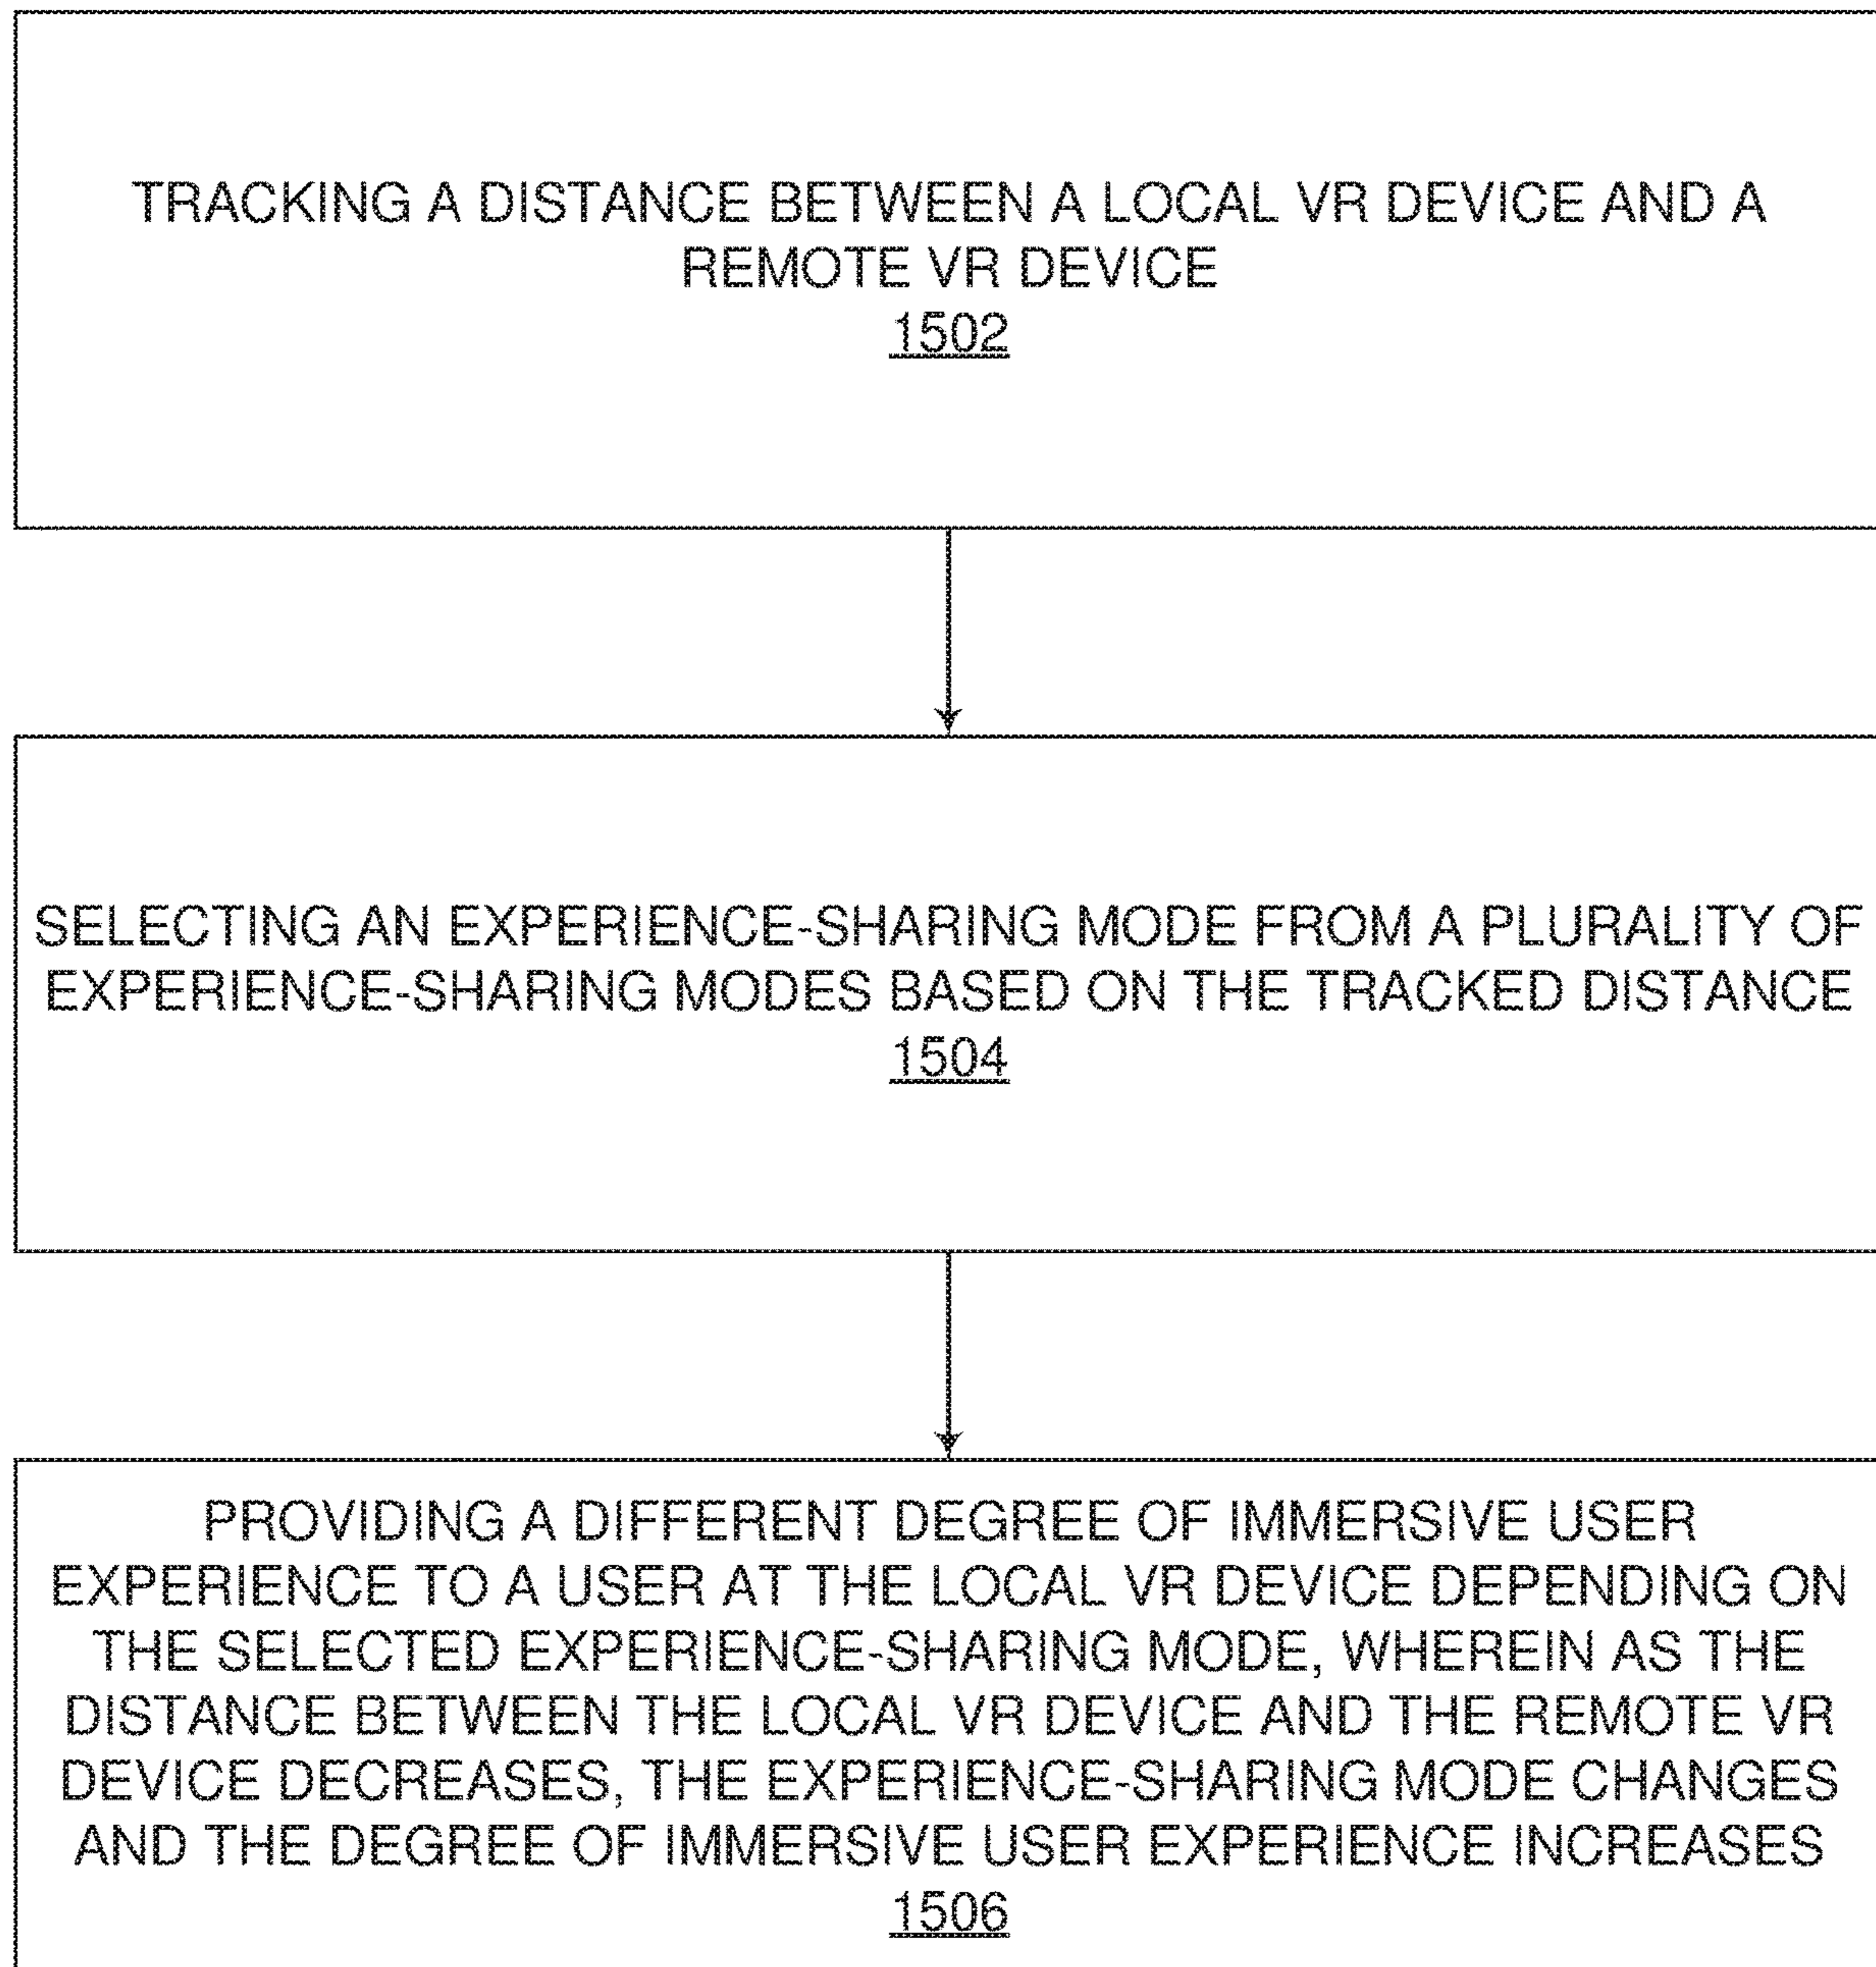 TRACKING A DISTANCE BETWEEN A LOCAL VR DEVICE AND A
REMOTE VR DEVICE
1502
SELECTING AN EXPERIENCE-SHARING MODE FROM A PLURALITY OF
EXPERIENCE-SHARING MODES BASED ON THE TRACKED DISTANCE
1504
PROVIDING A DIFFERENT DEGREE OF IMMERSIVE USER
EXPERIENCE TO A USER AT THE LOCAL VR DEVICE DEPENDING ON
THE SELECTED EXPERIENCE-SHARING MODE, WHEREIN AS THE
DISTANCE BETWEEN THE LOCAL VR DEVICE AND THE REMOTE VR
DEVICE DECREASES, THE EXPERIENCE-SHARING MODE CHANGES
AND THE DEGREE OF IMMERSIVE USER EXPERIENCE INCREASES
1506